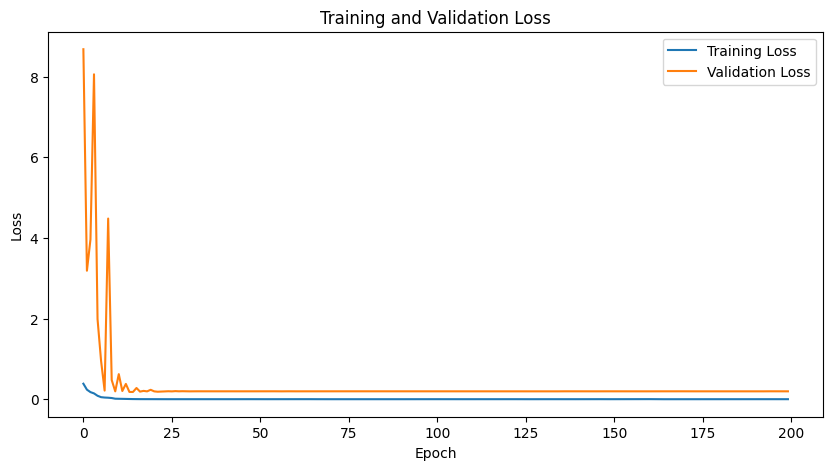 Training and Validation Loss
Training Loss
Validation Loss
8
6
4
2
0
Loss
0 25 50 75 100 125 150 175 200
Epoch